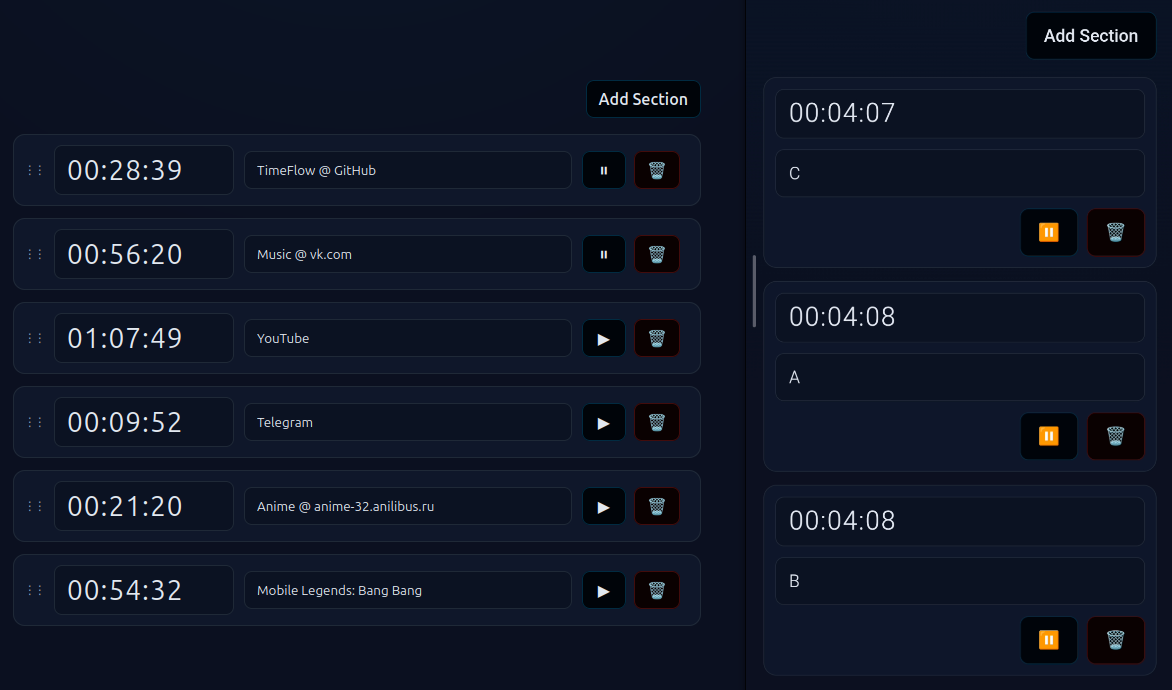 Add Section
00:28:39
TimeFlow @ GitHub
00:56:20
Music @ vk.com
01:07:49
YouTube
00:09:52
Telegram
00:21:20
Anime @ anime-32.anilibus.ru
00:54:32
Mobile Legends: Bang Bang
Add Section
00:04:07
C
00:04:08
A
00:04:08
B